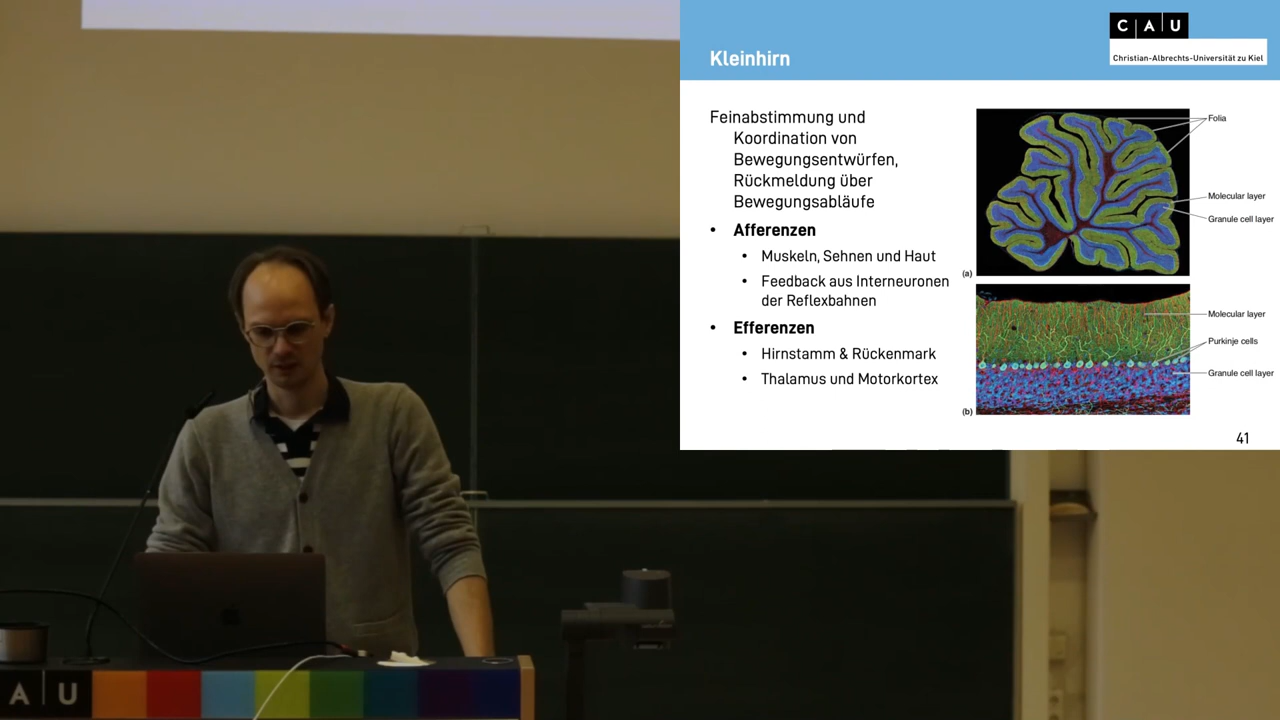 Kleinhirn
C A U
Christian-Albrechts-Universität zu Kiel
Feinabstimmung und
Koordination von
Bewegungsentwürfen,
Rückmeldung über
Bewegungsabläufe
• Afferenzen
• Muskeln, Sehnen und Haut
• Feedback aus Interneuronen
der Reflexbahnen
• Efferenzen
• Hirnstamm & Rückenmark
• Thalamus und Motorkortex
Folia
Molecular layer
Granule cell layer
(a)
Molecular layer
Purkinje cells
Granule cell layer
(b)
41
A U